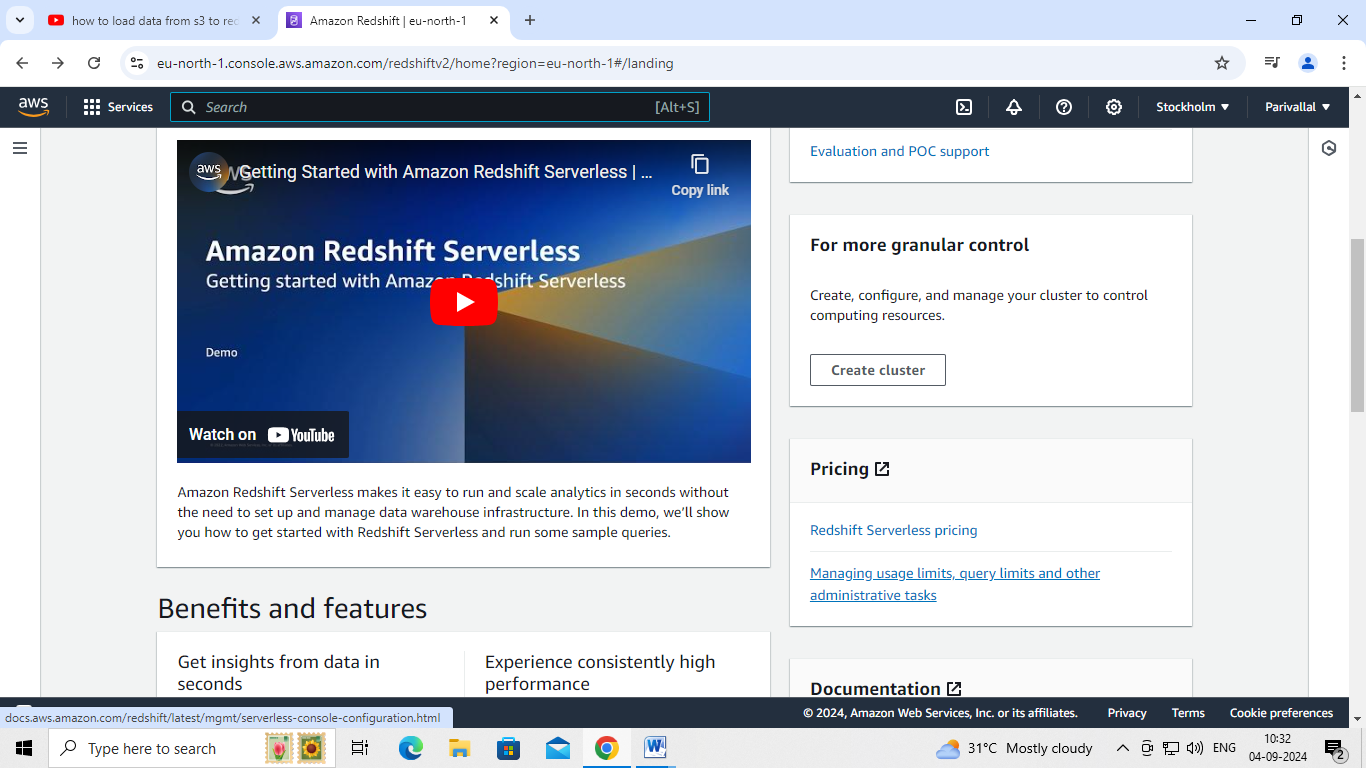 how to load data from s3 to rec
Amazon Redshift | eu-north-1
eu-north-1.console.aws.amazon.com/redshiftv2/home?region=eu-north-1#/landing
aws
Services
Search
[Alt+S]
Stockholm
Parivallal
aws
Getting Started with Amazon Redshift Serverless | ...
Copy link
Amazon Redshift Serverless
Getting started with Amazon Redshift Serverless
Demo
Watch on YouTube
Amazon Redshift Serverless makes it easy to run and scale analytics in seconds without
the need to set up and manage data warehouse infrastructure. In this demo, we’ll show
you how to get started with Redshift Serverless and run some sample queries.
Benefits and features
Get insights from data in
seconds
Experience consistently high
performance
Evaluation and POC support
For more granular control
Create, configure, and manage your cluster to control
computing resources.
Create cluster
Pricing
Redshift Serverless pricing
Managing usage limits, query limits and other
administrative tasks
Documentation
docs.aws.amazon.com/redshift/latest/mgmt/serverless-console-configuration.html
© 2024, Amazon Web Services, Inc. or its affiliates.
Privacy
Terms
Cookie preferences
Type here to search
31°C Mostly cloudy
ENG
10:32
04-09-2024
2